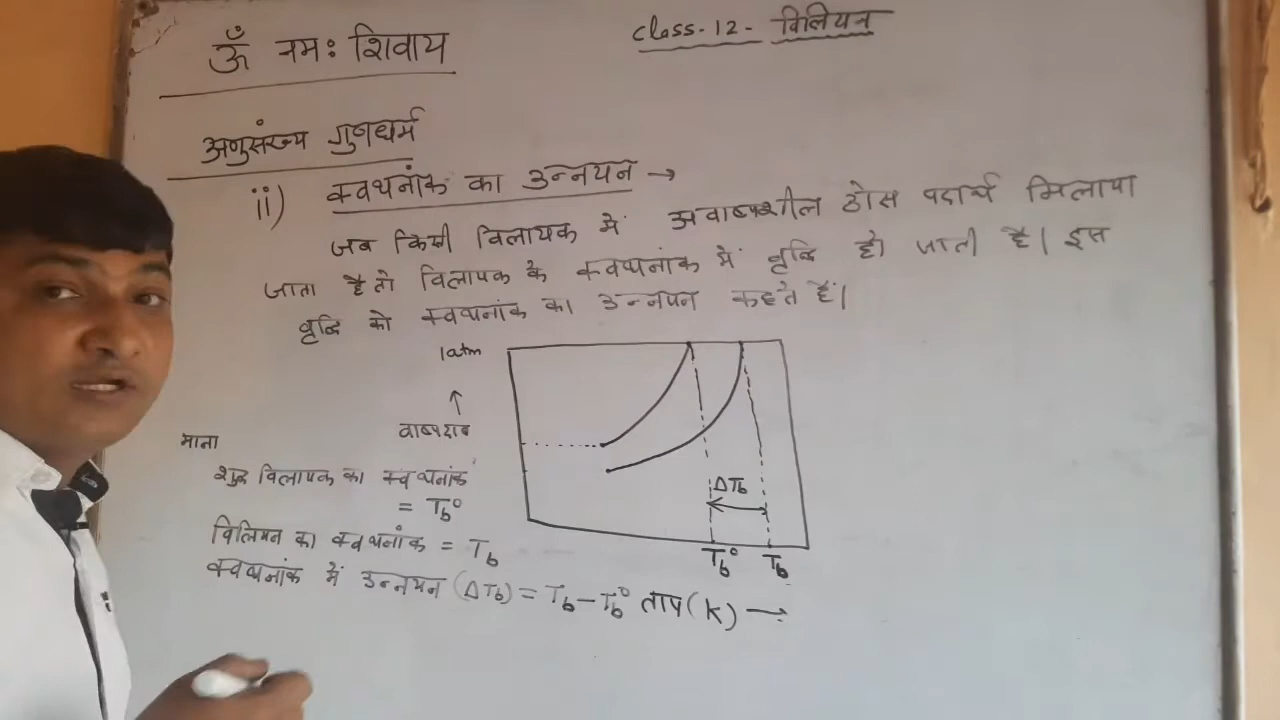 ॐ नमः शिवाय
Class-12- विलियन
अणुसंख्य गुणधर्म
ii) क्वथनांक का उन्नयन →
जब किसी विलायक में अवाष्पशील ठोस पदार्थ मिलाया
जाता है तो विलायक के क्वथनांक में वृद्धि हो जाती है। इस
वृद्धि को क्वथनांक का उन्नयन कहते हैं।
1atm
↑
वाष्पदाब
माना
शुद्ध विलायक का क्वथनांक
= Tb°
विलियन का क्वथनांक = Tb
क्वथनांक में उन्नयन (ΔTb) = Tb - Tb° ताप (K) →
ΔTb
Tb° Tb